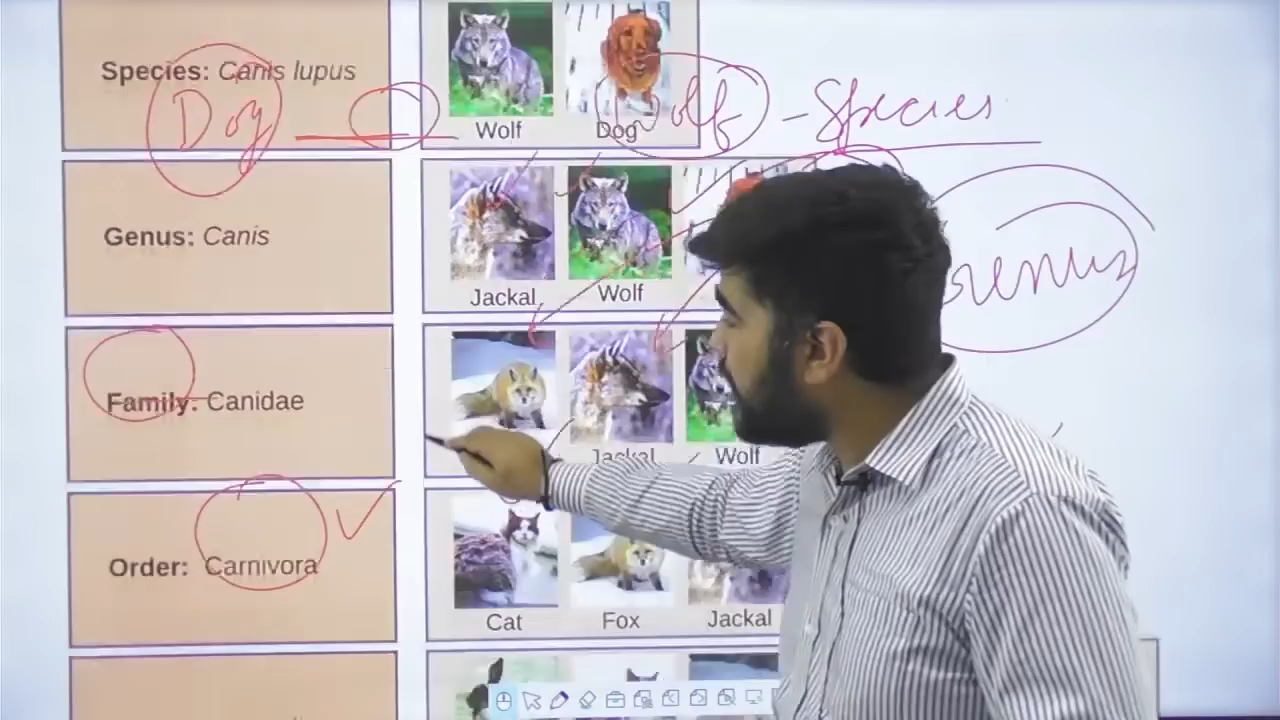 Species: Canis lupus
Dog Wolf - Species
Wolf Dog
Genus: Canis
Jackal Wolf
Family: Canidae
Jackal Wolf
Order: Carnivora
Cat Fox Jackal